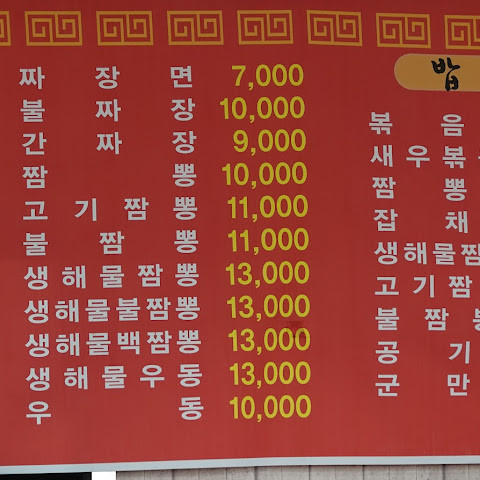 짜장면 7,000
불짜장 10,000
간짜장 9,000
짬뽕 10,000
고기짬뽕 11,000
불짬뽕 11,000
생해물짬뽕 13,000
생해물불짬뽕 13,000
생해물백짬뽕 13,000
생해물우동 13,000
우동 10,000
밥
볶음
새우볶
짬뽕
잡채
생해물짬
고기짬
불짬뽕
공기
군만